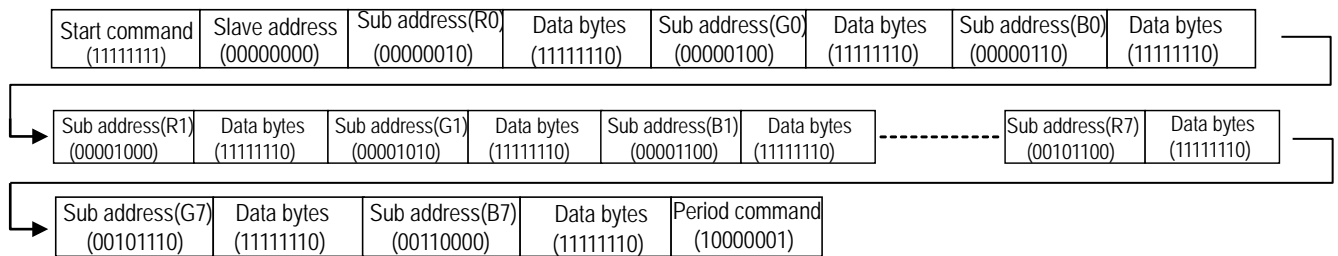 Start command Slave address Sub address(R0) Data bytes Sub address(G0) Data bytes Sub address(B0) Data bytes
(11111111) (00000000) (00000010) (11111110) (00000100) (11111110) (00000110) (11111110)
Sub address(R1) Data bytes Sub address(G1) Data bytes Sub address(B1) Data bytes Sub address(R7) Data bytes
(00001000) (11111110) (00001010) (11111110) (00001100) (11111110) (00101100) (11111110)
Sub address(G7) Data bytes Sub address(B7) Data bytes Period command
(00101110) (11111110) (00110000) (11111110) (10000001)